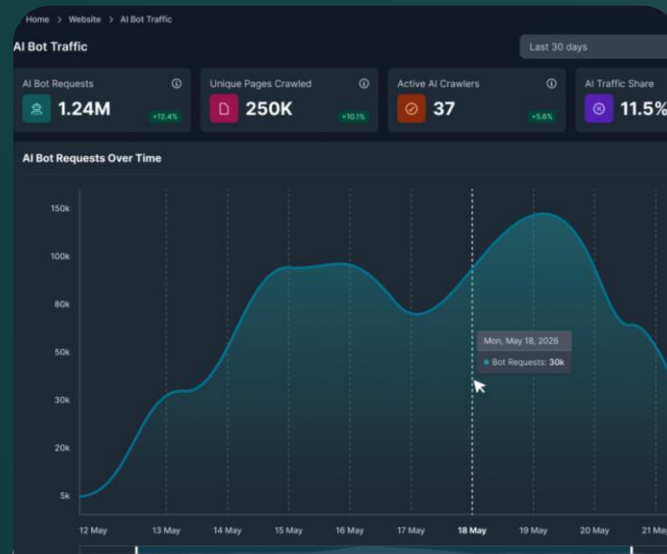 Home > Website > AI Bot Traffic
AI Bot Traffic
Last 30 days
AI Bot Requests
1.24M
+12.4%
Unique Pages Crawled
250K
+10.1%
Active AI Crawlers
37
+5.6%
AI Traffic Share
11.5%
AI Bot Requests Over Time
150k
100k
80k
50k
30k
20k
5k
Mon, May 18, 2026
Bot Requests: 30k
12 May 13 May 14 May 15 May 16 May 17 May 18 May 19 May 20 May 21 May